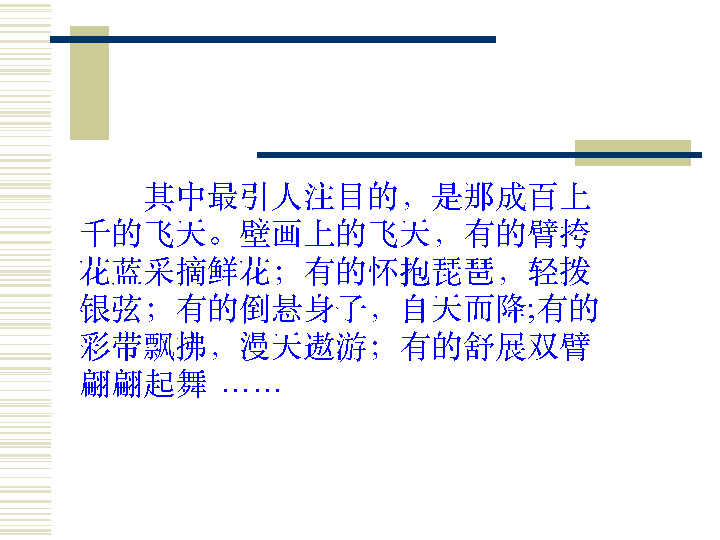 其中最引人注目的，是那成百上
千的飞天。壁画上的飞天，有的臂挎
花蓝采摘鲜花；有的怀抱琵琶，轻拨
银弦；有的倒悬身了，自天而降;有的
彩带飘拂，漫天遨游；有的舒展双臂
翩翩起舞 ……